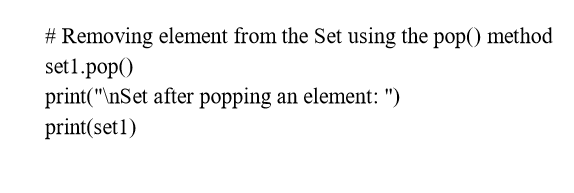 # Removing element from the Set using the pop() method
set1.pop()
print("\nSet after popping an element: ")
print(set1)